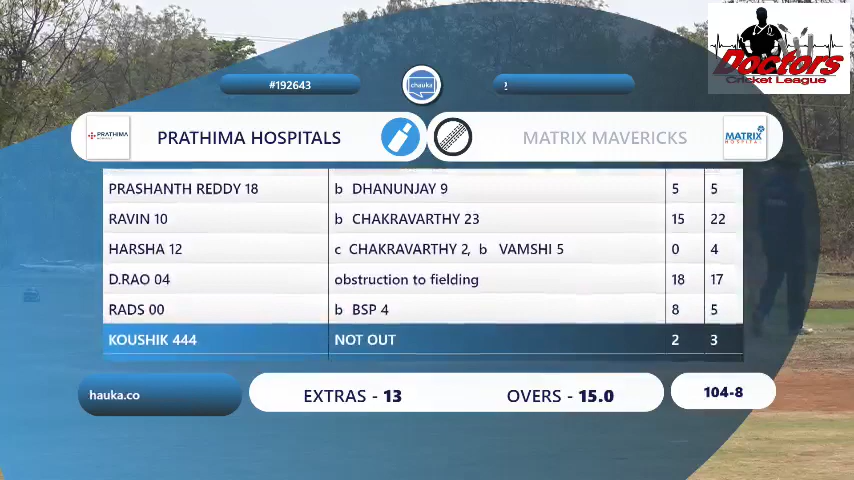 Doctors
Cricket League
#192643
chauka
?
PRATHIMA
PRATHIMA HOSPITALS
MATRIX MAVERICKS
MATRIX
HOSPITAL
PRASHANTH REDDY 18 b DHANUNJAY 9 5 5
RAVIN 10 b CHAKRAVARTHY 23 15 22
HARSHA 12 c CHAKRAVARTHY 2, b VAMSHI 5 0 4
D.RAO 04 obstruction to fielding 18 17
RADS 00 b BSP 4 8 5
KOUSHIK 444 NOT OUT 2 3
hauka.co
EXTRAS - 13 OVERS - 15.0 104-8